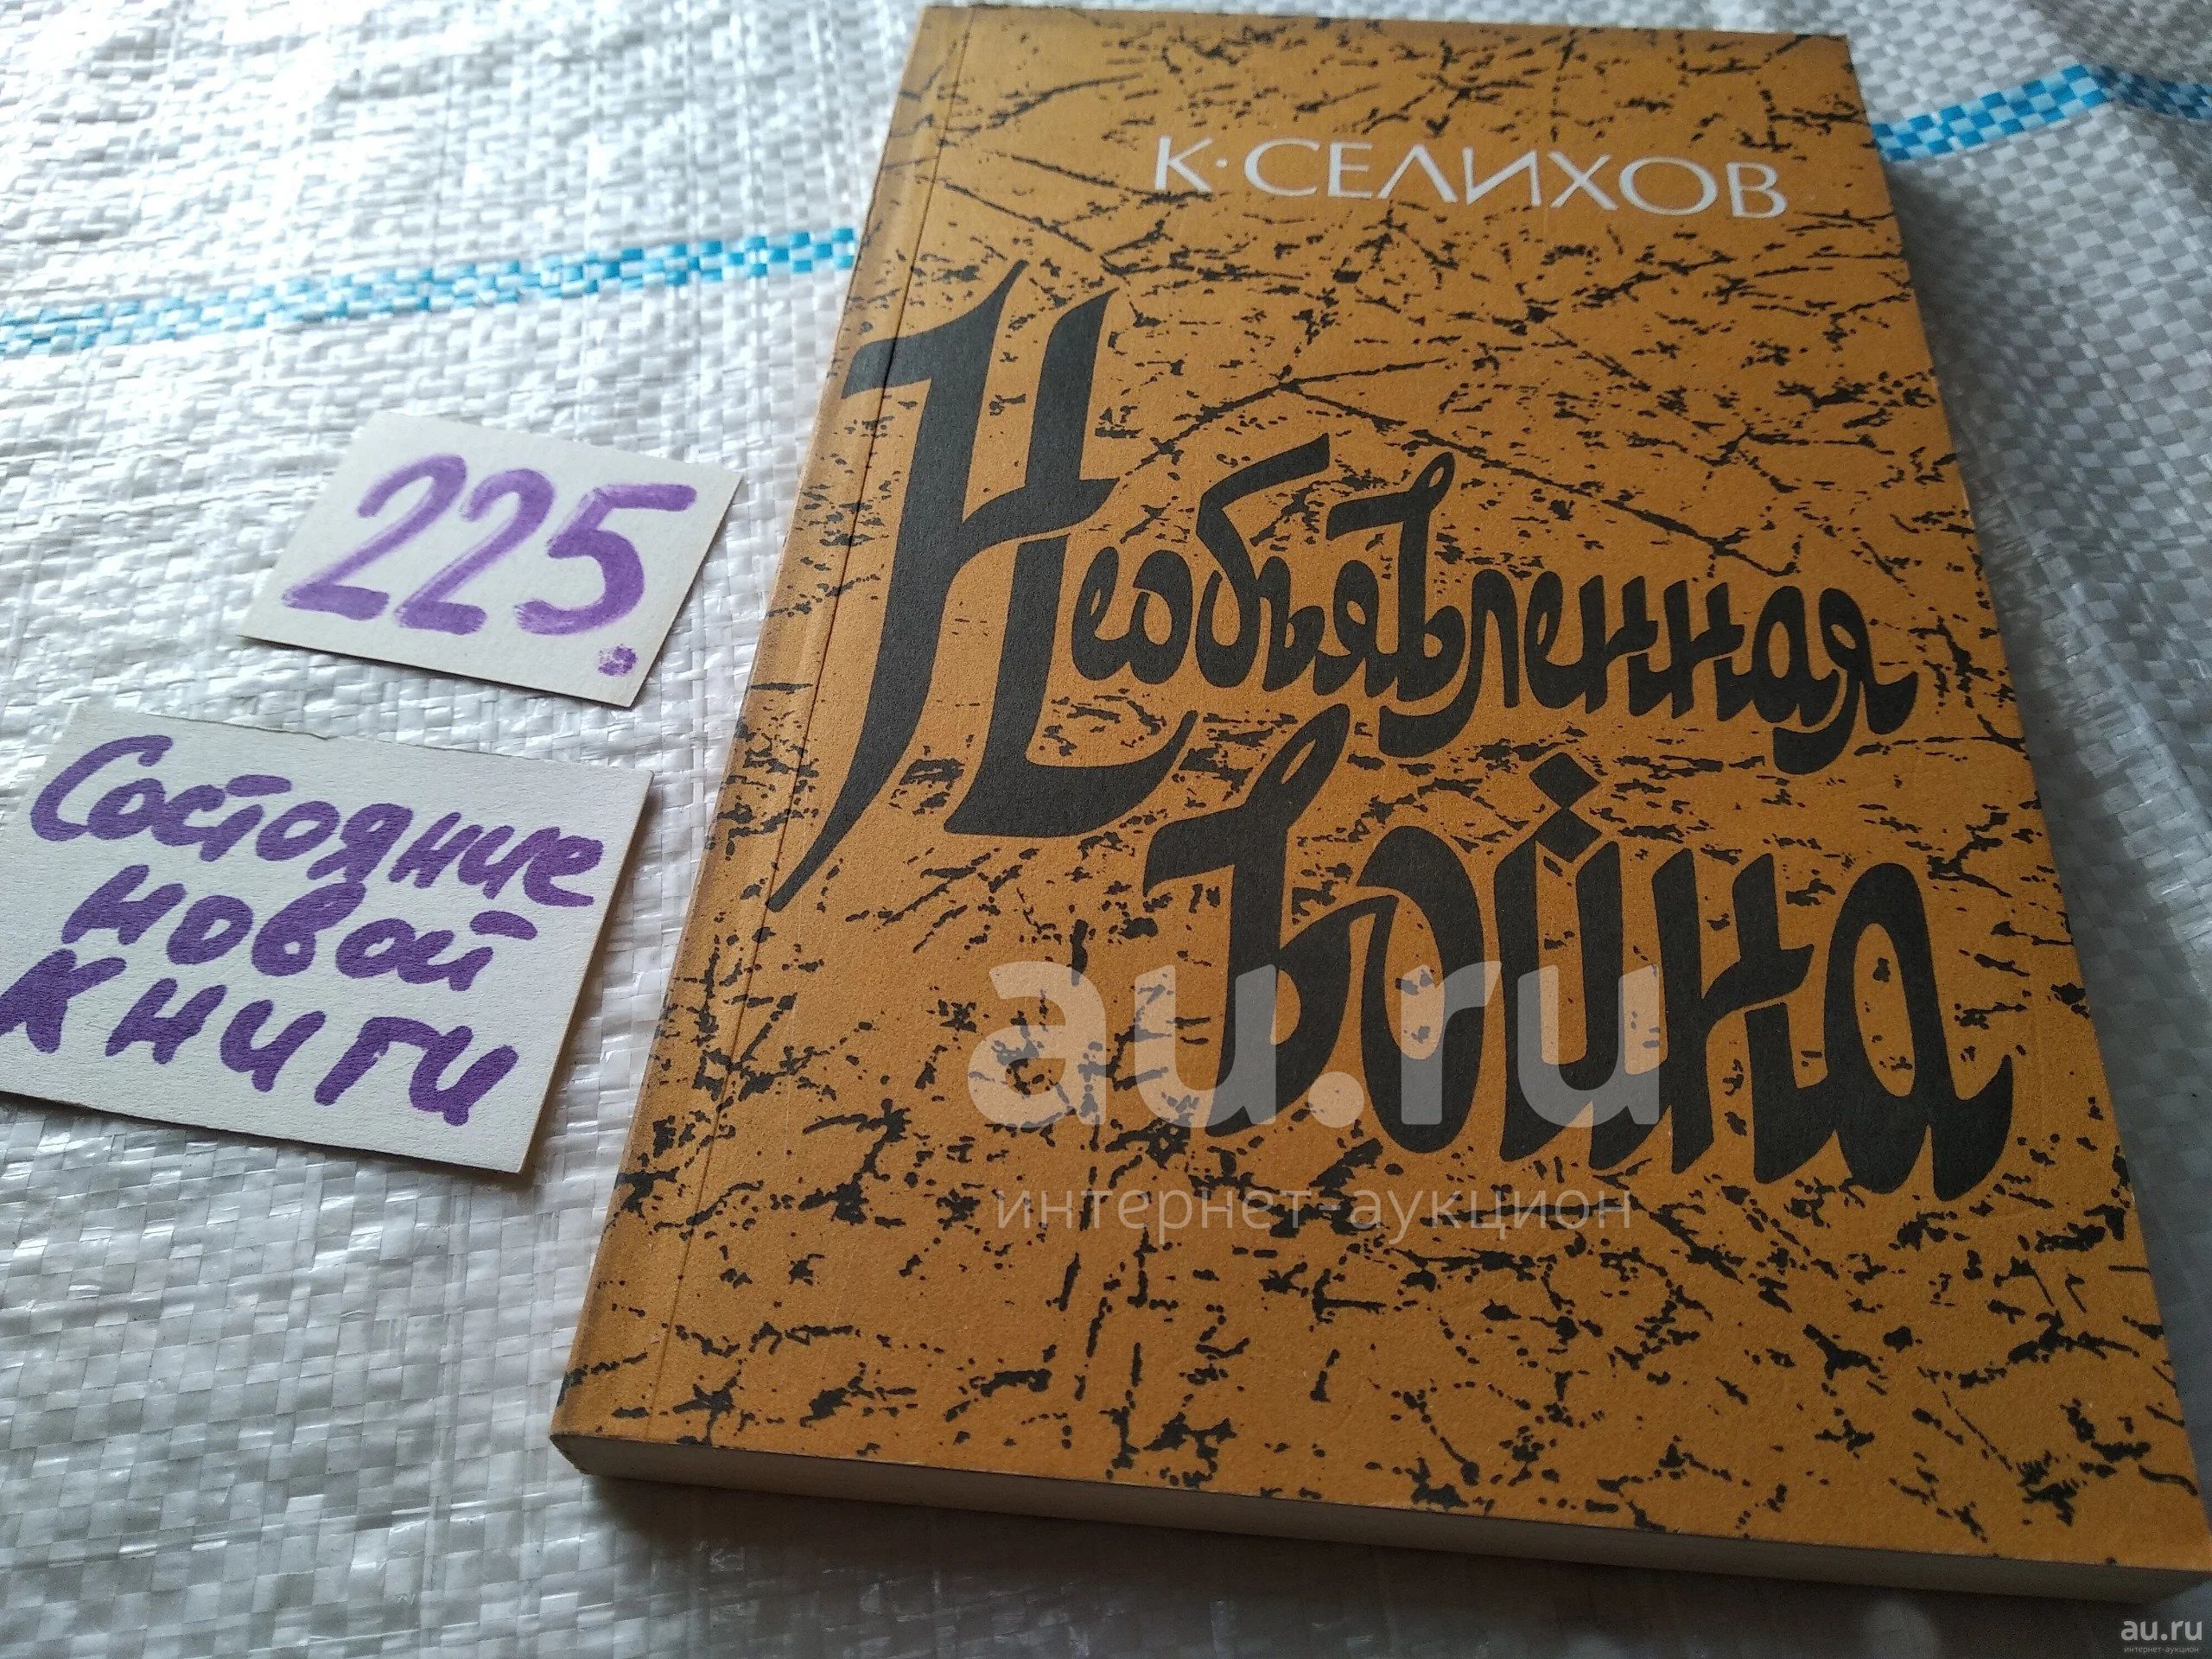 К·СЕЛИХОВ
Необъявленная
война
225.
Состояние
новой
книги
au.ru
интернет-аукцион
au.ru
интернет-аукцион